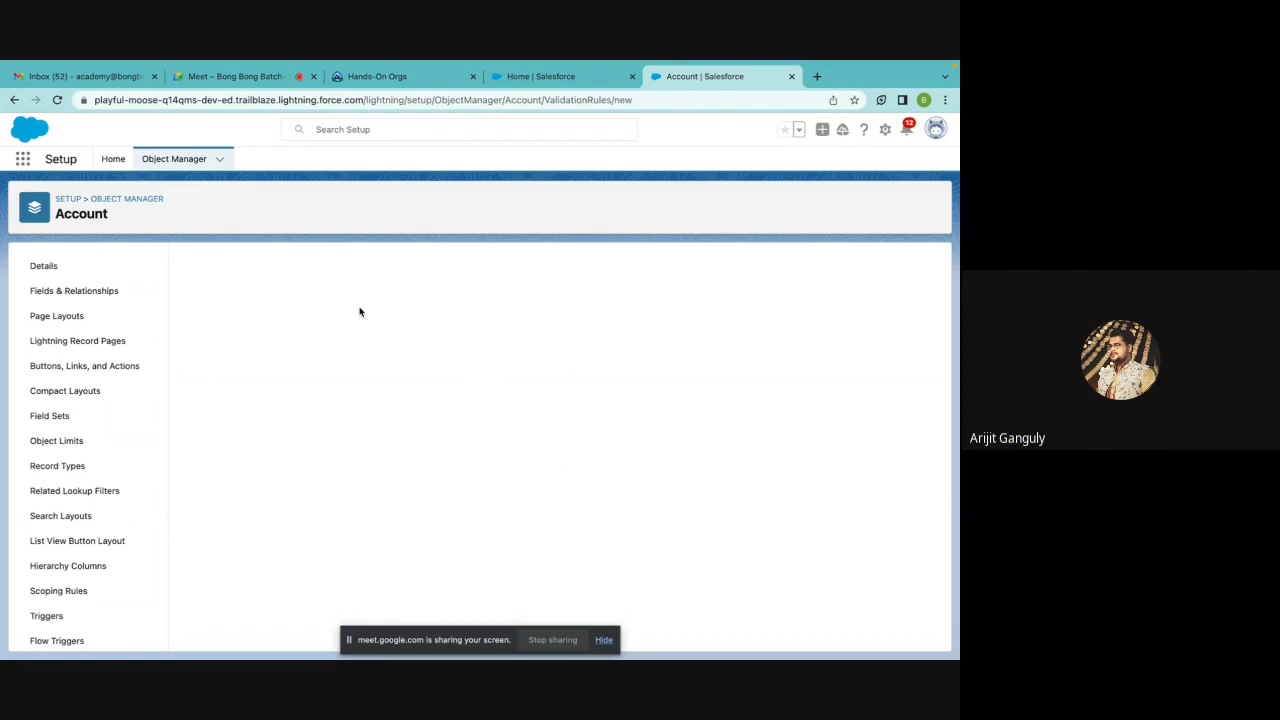 Inbox (52) - academy@bongb
Meet – Bong Bong Batch-
Hands-On Orgs
Home | Salesforce
Account | Salesforce
playful-moose-q14qms-dev-ed.trailblaze.lightning.force.com/lightning/setup/ObjectManager/Account/ValidationRules/new
B
Search Setup
12
Setup
Home
Object Manager
SETUP > OBJECT MANAGER
Account
Details
Fields & Relationships
Page Layouts
Lightning Record Pages
Buttons, Links, and Actions
Compact Layouts
Field Sets
Object Limits
Record Types
Related Lookup Filters
Search Layouts
List View Button Layout
Hierarchy Columns
Scoping Rules
Triggers
Flow Triggers
meet.google.com is sharing your screen.
Stop sharing
Hide
Arijit Ganguly